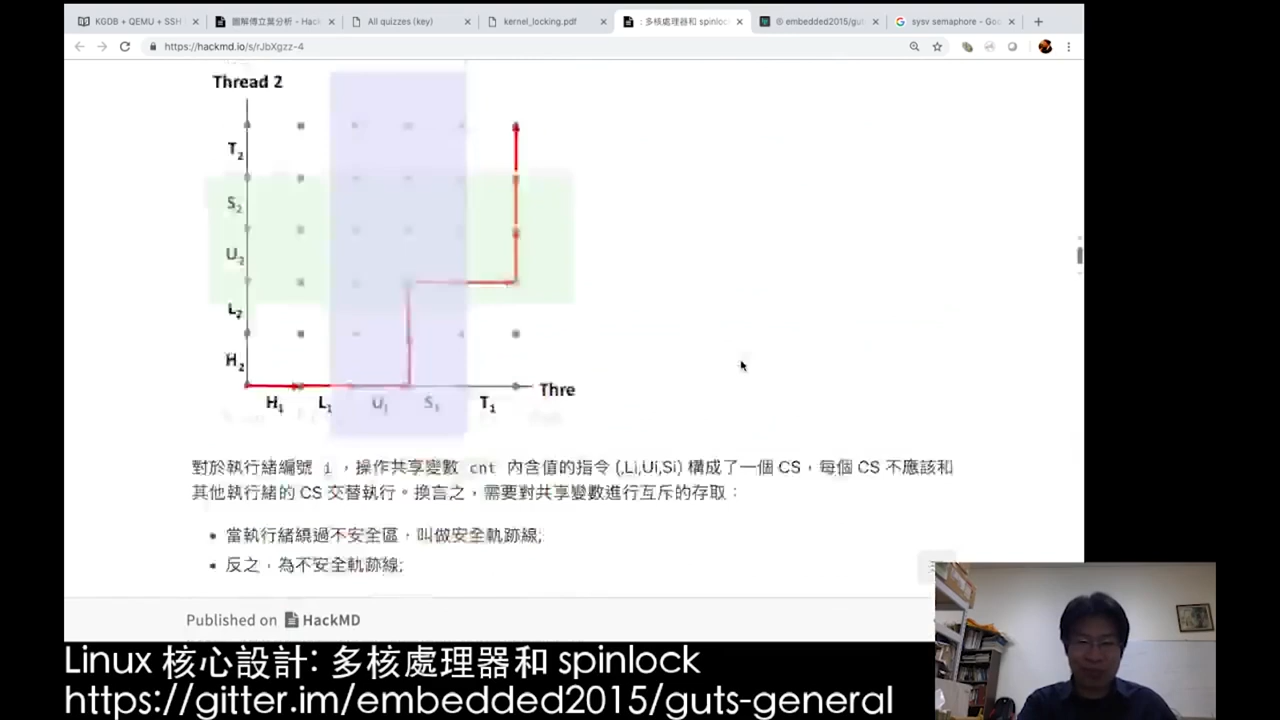 KGDB + QEMU + SSH
圖解傅立葉分析 - Hack
All quizzes (key)
kernel_locking.pdf
: 多核處理器和 spinloc
embedded2015/gut
sysv semaphore - Goo
https://hackmd.io/s/rJbXgzz-4
Thread 2
T2
S2
U2
L2
H2
Thre
H1 L1 U1 S1 T1
對於執行緒編號 i ，操作共享變數 cnt 內含值的指令 (,Li,Ui,Si) 構成了一個 CS，每個 CS 不應該和
其他執行緒的 CS 交替執行。換言之，需要對共享變數進行互斥的存取：
當執行緒繞過不安全區，叫做安全軌跡線;
反之，為不安全軌跡線;
Published on HackMD
Linux 核心設計: 多核處理器和 spinlock
https://gitter.im/embedded2015/guts-general